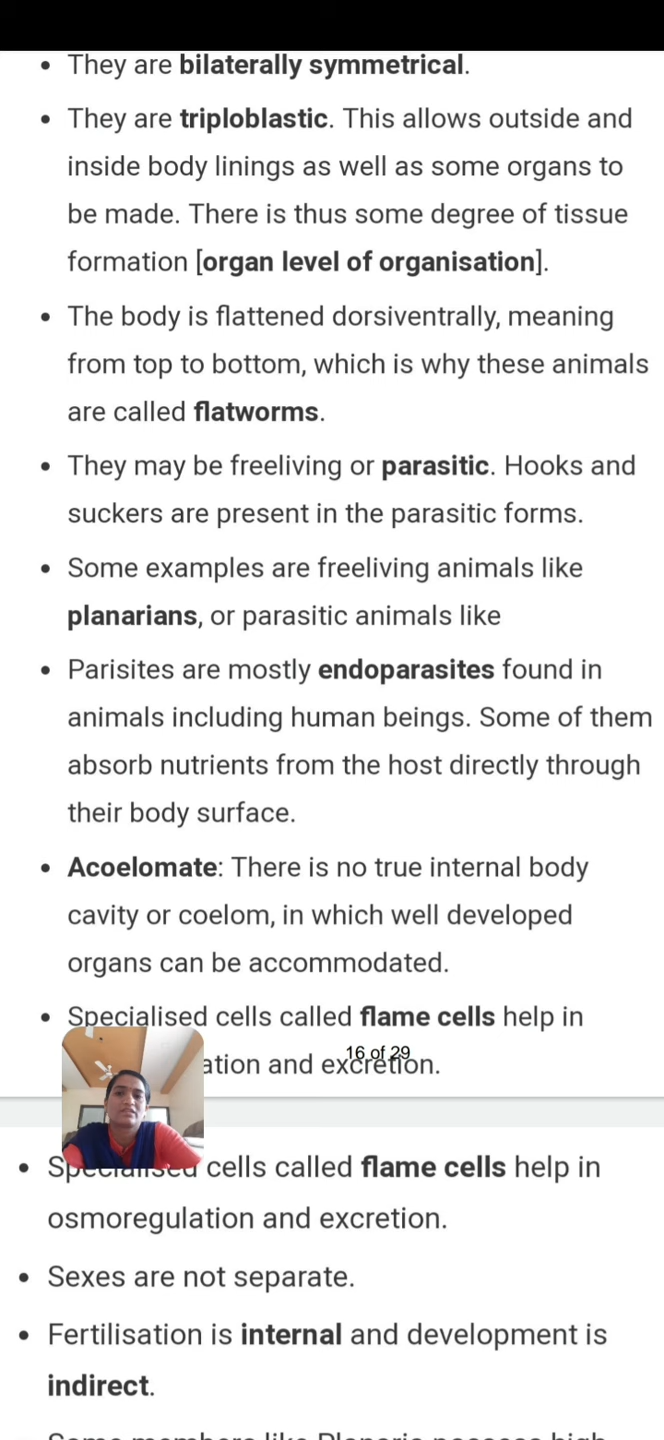 • They are bilaterally symmetrical.
• They are triploblastic. This allows outside and
inside body linings as well as some organs to
be made. There is thus some degree of tissue
formation [organ level of organisation].
• The body is flattened dorsiventrally, meaning
from top to bottom, which is why these animals
are called flatworms.
• They may be freeliving or parasitic. Hooks and
suckers are present in the parasitic forms.
• Some examples are freeliving animals like
planarians, or parasitic animals like
• Parisites are mostly endoparasites found in
animals including human beings. Some of them
absorb nutrients from the host directly through
their body surface.
• Acoelomate: There is no true internal body
cavity or coelom, in which well developed
organs can be accommodated.
• Specialised cells called flame cells help in
ation and excretion.
16 of 29
• Specialised cells called flame cells help in
osmoregulation and excretion.
• Sexes are not separate.
• Fertilisation is internal and development is
indirect.